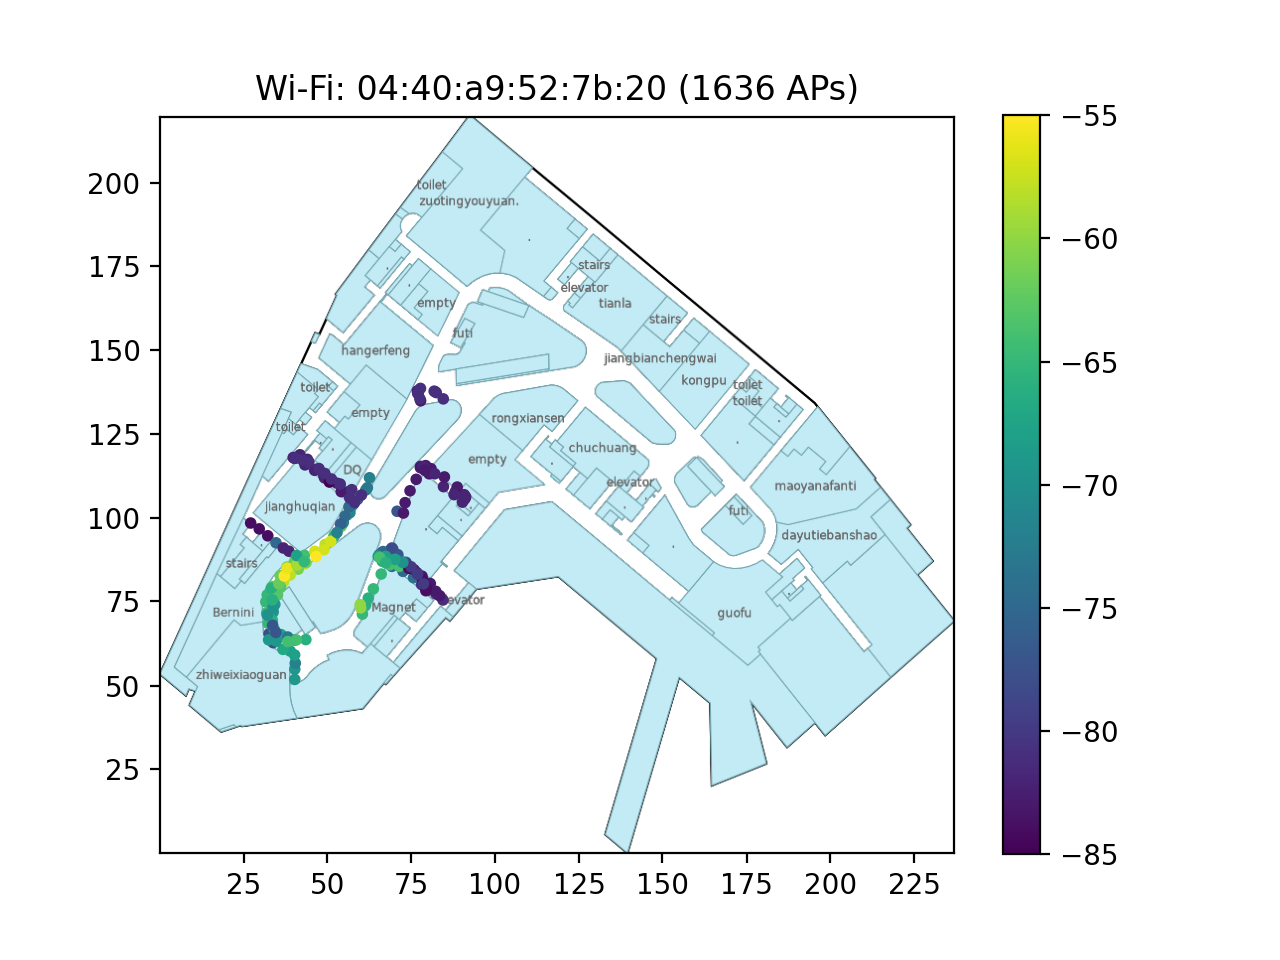 Wi-Fi: 04:40:a9:52:7b:20 (1636 APs)
200
175
150
125
100
75
50
25
25 50 75 100 125 150 175 200 225
−55
−60
−65
−70
−75
−80
−85
toilet
zuotingyouyuan.
stairs
elevator
empty
tianla
stairs
futi
hangerfeng
jiangbianchengwai
kongpu
toilet
toilet
toilet
empty
rongxiansen
toilet
chuchuang
DQ
empty
elevator
maoyanafanti
jianghuqian
futi
dayutiebanshao
stairs
Bernini
Magnet
evator
guofu
zhiweixiaoguan